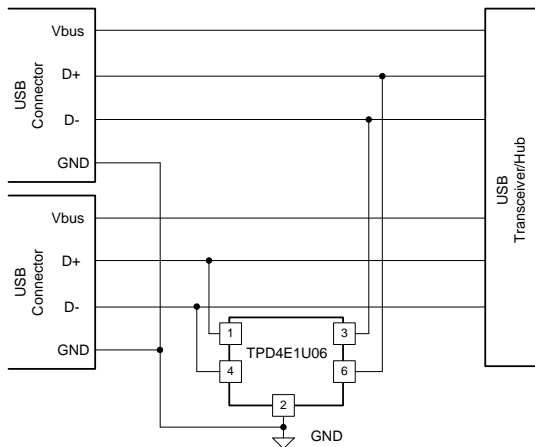 Vbus
D+
D-
GND
USB
Connector
Vbus
D+
D-
GND
USB
Connector
USB
Transceiver/Hub
1
3
TPD4E1U06
4
6
2
GND